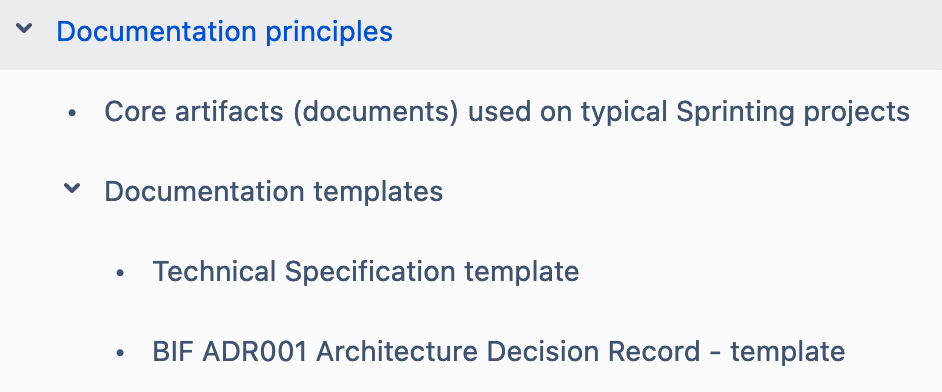 Documentation principles
Core artifacts (documents) used on typical Sprinting projects
Documentation templates
Technical Specification template
BIF ADR001 Architecture Decision Record - template